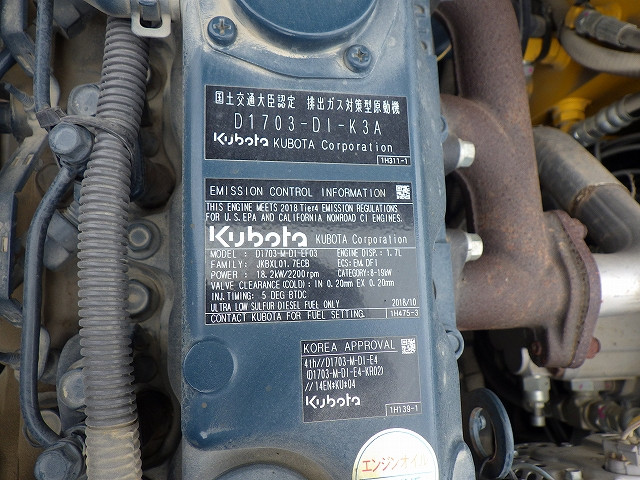 国土交通大臣認定 排出ガス対策型原動機
D1703-DI-K3A
Kubota KUBOTA Corporation
1H311-1
EMISSION CONTROL INFORMATION
THIS ENGINE MEETS 2018 Tier4 EMISSION REGULATIONS
FOR U.S.EPA AND CALIFORNIA NONROAD CI ENGINES.
Kubota KUBOTA Corporation
MODEL : D1703-M-DI-EF03 ENGINE DISP.: 1.7L
FAMILY : JKBXL01.7ECB ECS:EM DFI
POWER : 18.2kW/2200rpm CATEGORY:8-19kW
VALVE CLEARANCE(COLD): IN 0.20mm EX 0.20mm
INJ.TIMING: 5 DEG BTDC
ULTRA LOW SULFUR DIESEL FUEL ONLY 2018/10
CONTACT KUBOTA FOR FUEL SETTING. 1H475-3
KOREA APPROVAL
4th//D1703-M-DI-E4
(D1703-M-DI-E4-KR02)
//14EN*KU*04
Kubota
1H139-1
エンジンオイル